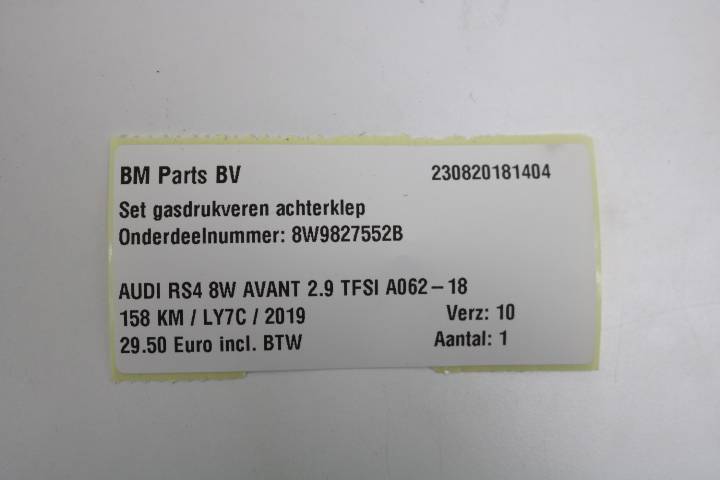 BM Parts BV 230820181404
Set gasdrukveren achterklep
Onderdeelnummer: 8W9827552B
AUDI RS4 8W AVANT 2.9 TFSI A062-18
158 KM / LY7C / 2019 Verz: 10
29.50 Euro incl. BTW Aantal: 1